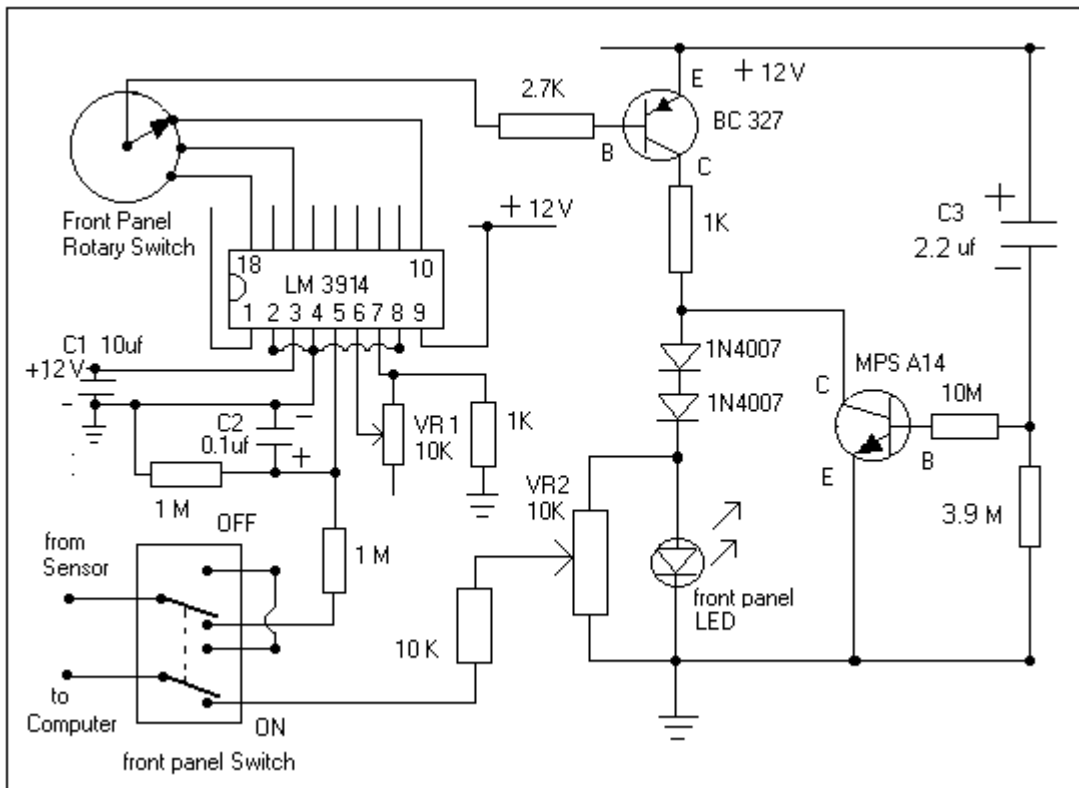 E
+ 12 V
2.7K
BC 327
B
C
1K
C3
+
2.2 uf
−
Front Panel
Rotary Switch
+ 12 V
18
10
LM 3914
1 2 3 4 5 6 7 8 9
C1 10uf
+12 V
-
1N4007
1N4007
MPS A14
C
10M
B
E
C2
0.1uf
−
+
VR 1
10K
1K
1 M
VR2
10K
3.9 M
OFF
from
Sensor
1 M
front panel
LED
10 K
to
Computer
ON
front panel Switch